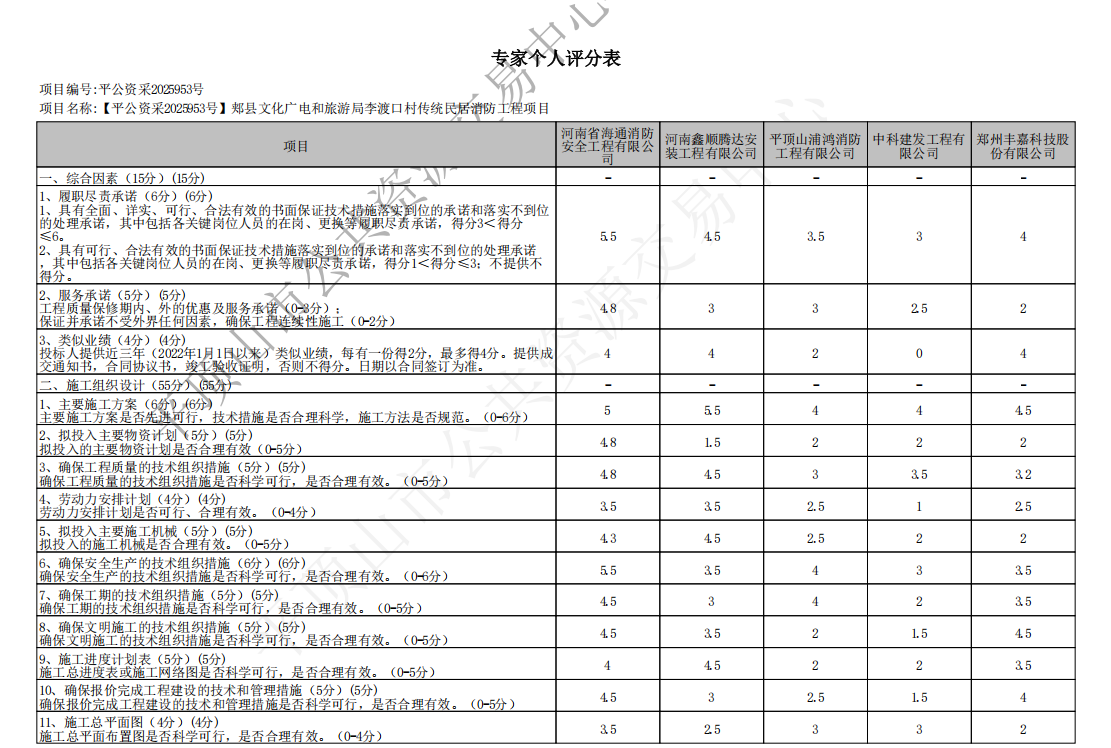 专家个人评分表
项目编号:平公资采2025953号
项目名称:【平公资采2025953号】郏县文化广电和旅游局李渡口村传统民居消防工程项目
项目
河南省海通消防
安全工程有限公
司
河南鑫顺腾达安
装工程有限公司
平顶山浦鸿消防
工程有限公司
中科建发工程有
限公司
郑州丰嘉科技股
份有限公司
一、综合因素（15分）(15分)
-
-
-
-
-
1、履职尽责承诺（6分）(6分)
1、具有全面、详实、可行、合法有效的书面保证技术措施落实到位的承诺和落实不到位
的处理承诺，其中包括各关键岗位人员的在岗、更换等履职尽责承诺，得分3＜得分
≤6。
2、具有可行、合法有效的书面保证技术措施落实到位的承诺和落实不到位的处理承诺
，其中包括各关键岗位人员的在岗、更换等履职尽责承诺，得分1＜得分≤3；不提供不
得分。
5.5
4.5
3.5
3
4
2、服务承诺（5分）(5分)
工程质量保修期内、外的优惠及服务承诺（0-3分）；
保证并承诺不受外界任何因素，确保工程连续性施工（0-2分）
4.8
3
3
2.5
2
3、类似业绩（4分）(4分)
投标人提供近三年（2022年1月1日以来）类似业绩，每有一份得2分，最多得4分。提供成
交通知书，合同协议书，竣工验收证明，否则不得分。日期以合同签订为准。
4
4
2
0
4
二、施工组织设计（55分）(55分)
-
-
-
-
-
1、主要施工方案（6分）(6分)
主要施工方案是否先进可行，技术措施是否合理科学，施工方法是否规范。（0-6分）
5
5.5
4
4
4.5
2、拟投入主要物资计划（5分）(5分)
拟投入的主要物资计划是否合理有效（0-5分）
4.8
1.5
2
2
2
3、确保工程质量的技术组织措施（5分）(5分)
确保工程质量的技术组织措施是否科学可行，是否合理有效。（0-5分）
4.8
4.5
3
3.5
3.2
4、劳动力安排计划（4分）(4分)
劳动力安排计划是否可行、合理有效。（0-4分）
3.5
3.5
2.5
1
2.5
5、拟投入主要施工机械（5分）(5分)
拟投入的施工机械是否合理有效。（0-5分）
4.3
4.5
2.5
2
2
6、确保安全生产的技术组织措施（6分）(6分)
确保安全生产的技术组织措施是否科学可行，是否合理有效。（0-6分）
5.5
3.5
4
3
3.5
7、确保工期的技术组织措施（5分）(5分)
确保工期的技术组织措施是否科学可行，是否合理有效。（0-5分）
4.5
3
4
2
3.5
8、确保文明施工的技术组织措施（5分）(5分)
确保文明施工的技术组织措施是否科学可行，是否合理有效。（0-5分）
4.5
3.5
2
1.5
4.5
9、施工进度计划表（5分）(5分)
施工总进度表或施工网络图是否科学可行，是否合理有效。（0-5分）
4
4.5
2
2
3.5
10、确保报价完成工程建设的技术和管理措施（5分）(5分)
确保报价完成工程建设的技术和管理措施是否科学可行，是否合理有效。（0-5分）
4.5
3
2.5
1.5
4
11、施工总平面图（4分）(4分)
施工总平面布置图是否科学可行，是否合理有效。（0-4分）
3.5
2.5
3
3
2
平顶山市公共资源交易中心
平顶山市公共资源交易中心